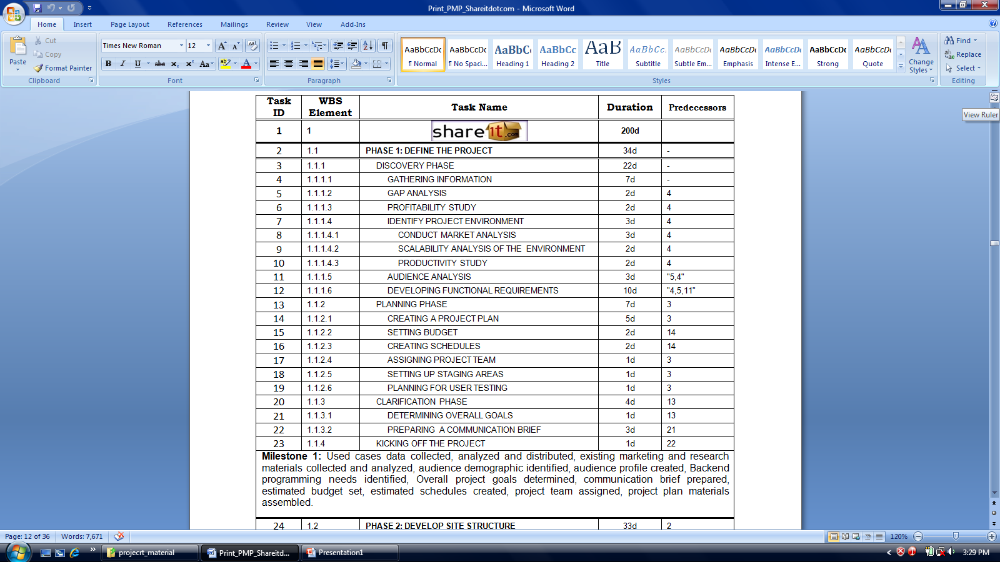 Print_PMP_Shareitdotcom - Microsoft Word
Home Insert Page Layout References Mailings Review View Add-Ins
Paste
Cut
Copy
Format Painter
Clipboard
Times New Roman 12
Font
Paragraph
AaBbCcDc AaBbCcDc AaBbC AaBbCc AaB AaBbCc. AaBbCcDc AaBbCcDc AaBbCcDc AaBbCcDc AaBbCcDc
¶ Normal ¶ No Spaci... Heading 1 Heading 2 Title Subtitle Subtle Em... Emphasis Intense E... Strong Quote
Change Styles
Styles
Find
Replace
Select
Editing
View Ruler
Task ID WBS Element Task Name Duration Predecessors
1 1 share it.com 200d
2 1.1 PHASE 1: DEFINE THE PROJECT 34d -
3 1.1.1 DISCOVERY PHASE 22d -
4 1.1.1.1 GATHERING INFORMATION 7d -
5 1.1.1.2 GAP ANALYSIS 2d 4
6 1.1.1.3 PROFITABILITY STUDY 2d 4
7 1.1.1.4 IDENTIFY PROJECT ENVIRONMENT 3d 4
8 1.1.1.4.1 CONDUCT MARKET ANALYSIS 3d 4
9 1.1.1.4.2 SCALABILITY ANALYSIS OF THE ENVIRONMENT 2d 4
10 1.1.1.4.3 PRODUCTIVITY STUDY 2d 4
11 1.1.1.5 AUDIENCE ANALYSIS 3d "5,4"
12 1.1.1.6 DEVELOPING FUNCTIONAL REQUIREMENTS 10d "4,5,11"
13 1.1.2 PLANNING PHASE 7d 3
14 1.1.2.1 CREATING A PROJECT PLAN 5d 3
15 1.1.2.2 SETTING BUDGET 2d 14
16 1.1.2.3 CREATING SCHEDULES 2d 14
17 1.1.2.4 ASSIGNING PROJECT TEAM 1d 3
18 1.1.2.5 SETTING UP STAGING AREAS 1d 3
19 1.1.2.6 PLANNING FOR USER TESTING 1d 3
20 1.1.3 CLARIFICATION PHASE 4d 13
21 1.1.3.1 DETERMINING OVERALL GOALS 1d 13
22 1.1.3.2 PREPARING A COMMUNICATION BRIEF 3d 21
23 1.1.4 KICKING OFF THE PROJECT 1d 22
Milestone 1: Used cases data collected, analyzed and distributed, existing marketing and research
materials collected and analyzed, audience demographic identified, audience profile created, Backend
programming needs identified, Overall project goals determined, communication brief prepared,
estimated budget set, estimated schedules created, project team assigned, project plan materials
assembled.
24 1.2 PHASE 2: DEVELOP SITE STRUCTURE 33d 2
Page: 12 of 36 Words: 7,671 120%
projecrt_material Print_PMP_Shareitd... Presentation1 3:29 PM